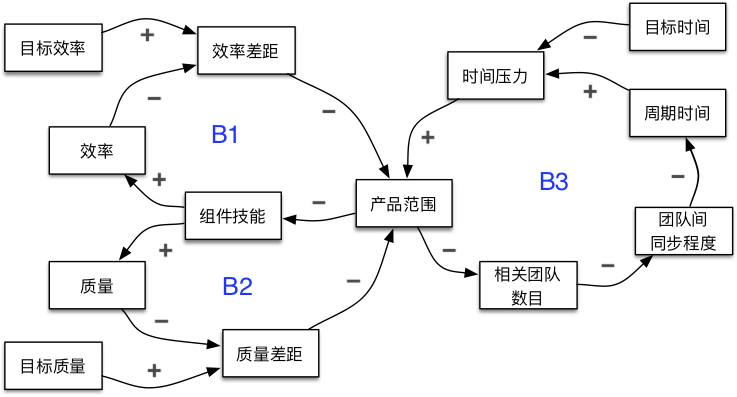 目标效率
+
效率差距
−
目标时间
时间压力
−
+
周期时间
−
B1
效率
+
−
+
B3
组件技能
−
产品范围
−
团队间
同步程度
+
−
−
相关团队
数目
质量
B2
−
−
质量差距
目标质量
+